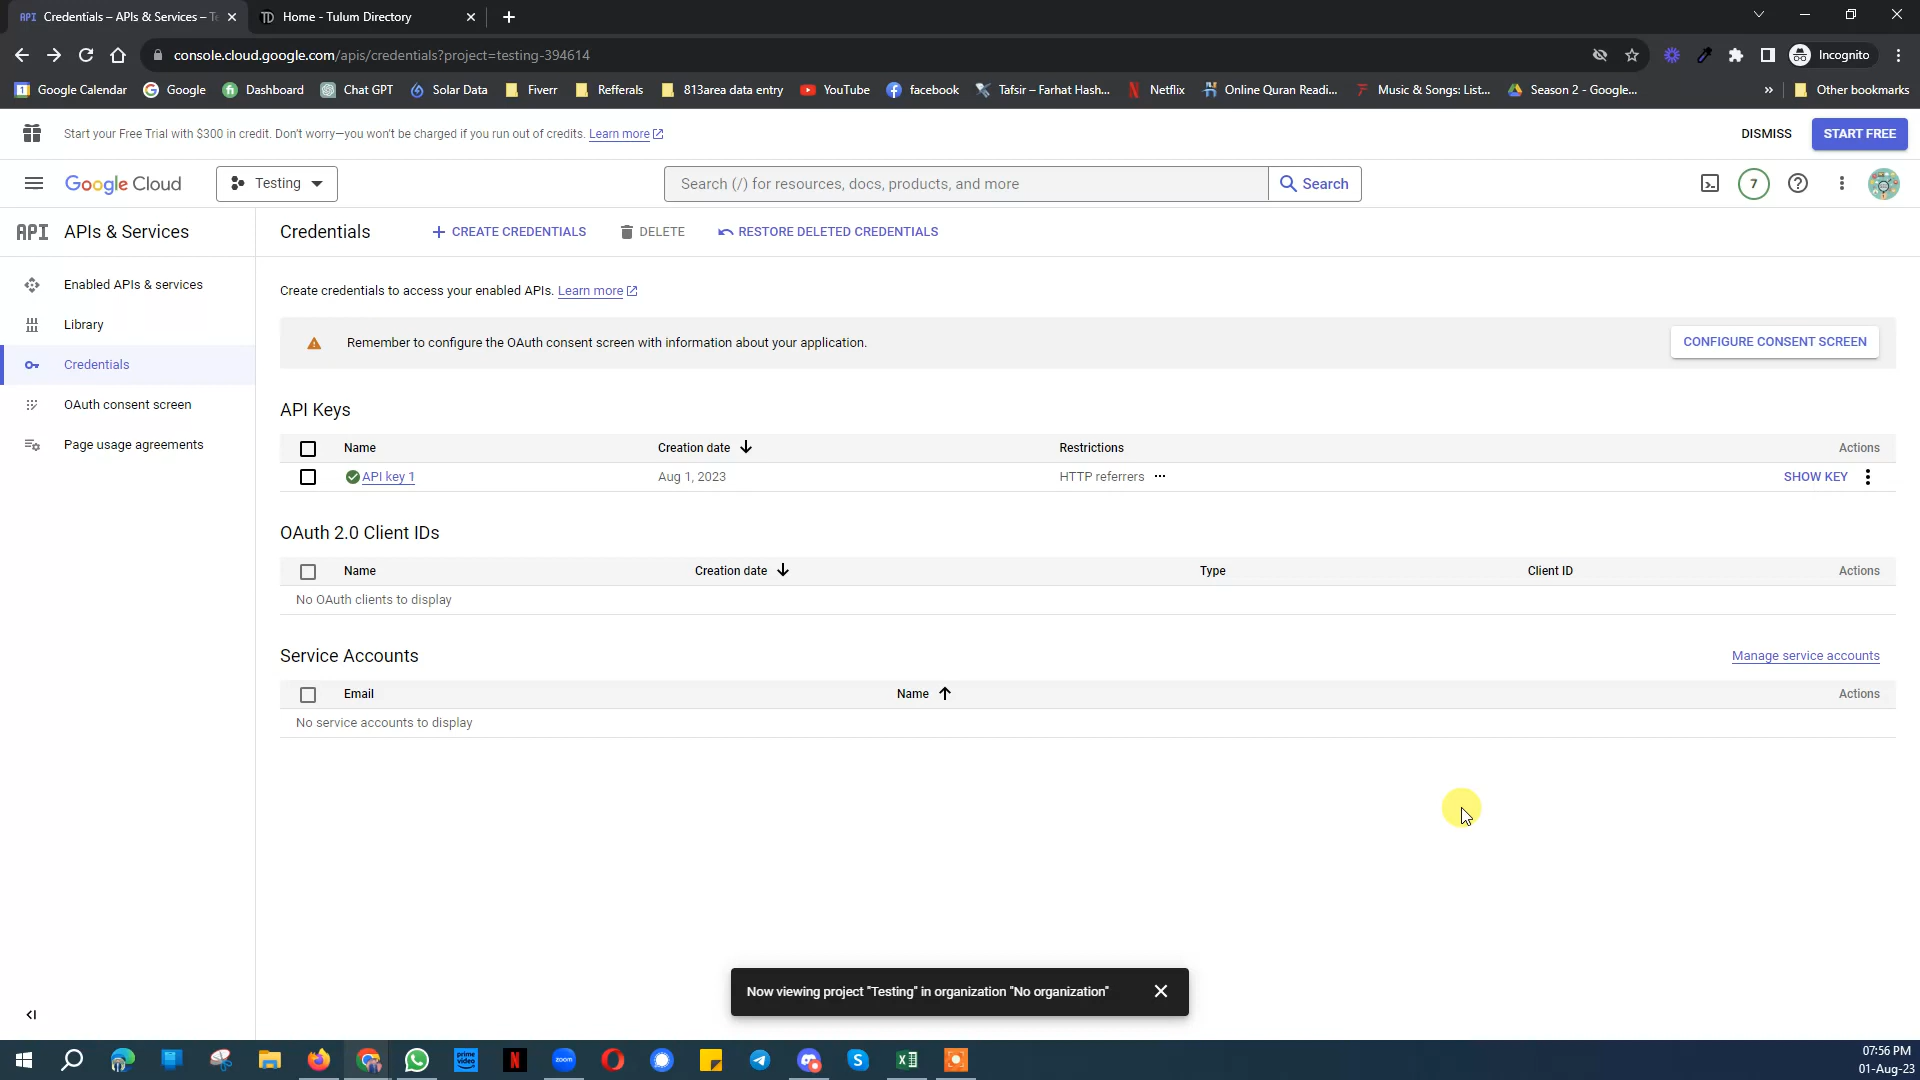 API Credentials – APIs & Services – Te
TD Home - Tulum Directory
console.cloud.google.com/apis/credentials?project=testing-394614
Incognito
1 Google Calendar
Google
Dashboard
Chat GPT
Solar Data
Fiverr
Refferals
813area data entry
YouTube
facebook
Tafsir – Farhat Hash...
Netflix
Online Quran Readi...
Music & Songs: List...
Season 2 - Google...
»
Other bookmarks
Start your Free Trial with $300 in credit. Don't worry—you won't be charged if you run out of credits. Learn more
DISMISS
START FREE
Google Cloud
Testing
Search (/) for resources, docs, products, and more
Search
7
API APIs & Services
Credentials
CREATE CREDENTIALS
DELETE
RESTORE DELETED CREDENTIALS
Enabled APIs & services
Library
Credentials
OAuth consent screen
Page usage agreements
Create credentials to access your enabled APIs. Learn more
Remember to configure the OAuth consent screen with information about your application.
CONFIGURE CONSENT SCREEN
API Keys
Name Creation date Restrictions Actions
API key 1 Aug 1, 2023 HTTP referrers ... SHOW KEY
OAuth 2.0 Client IDs
Name Creation date Type Client ID Actions
No OAuth clients to display
Service Accounts
Manage service accounts
Email Name Actions
No service accounts to display
Now viewing project "Testing" in organization "No organization"
prime video
N
zoom
S
07:56 PM
01-Aug-23